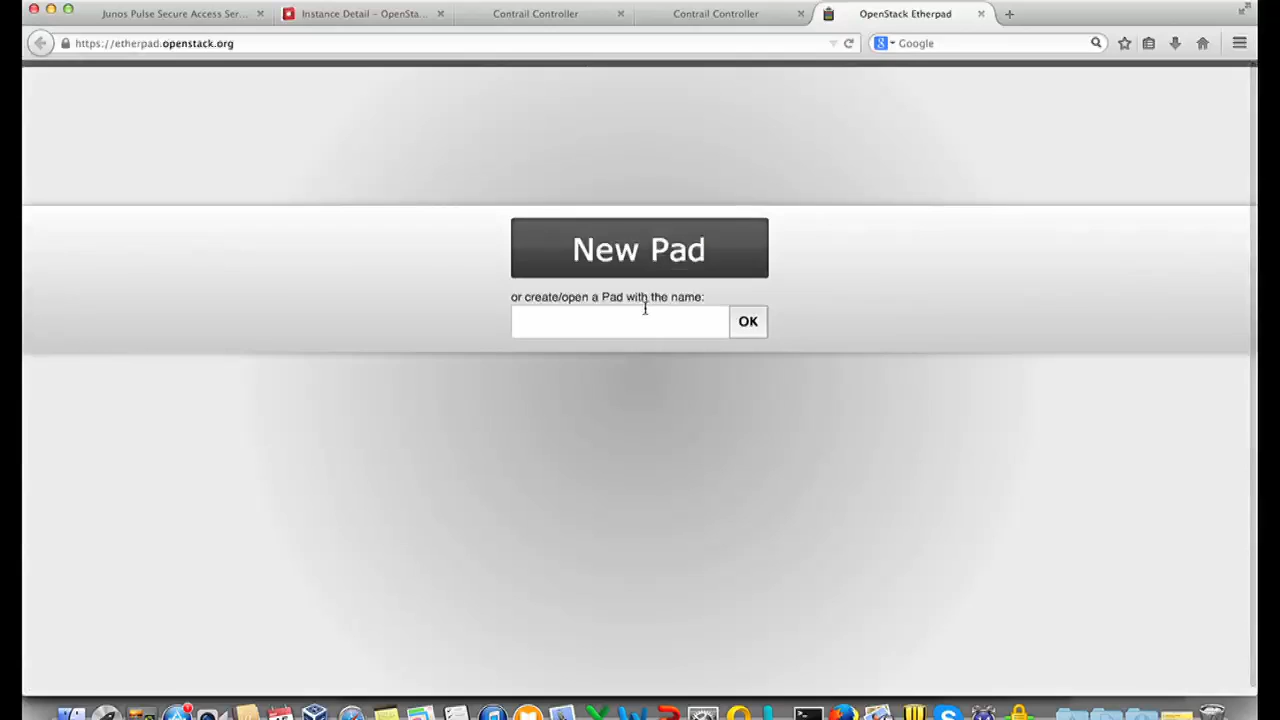 Junos Pulse Secure Access Ser...
Instance Detail - OpenSta...
Contrail Controller
Contrail Controller
OpenStack Etherpad
https://etherpad.openstack.org
Google
New Pad
or create/open a Pad with the name:
OK